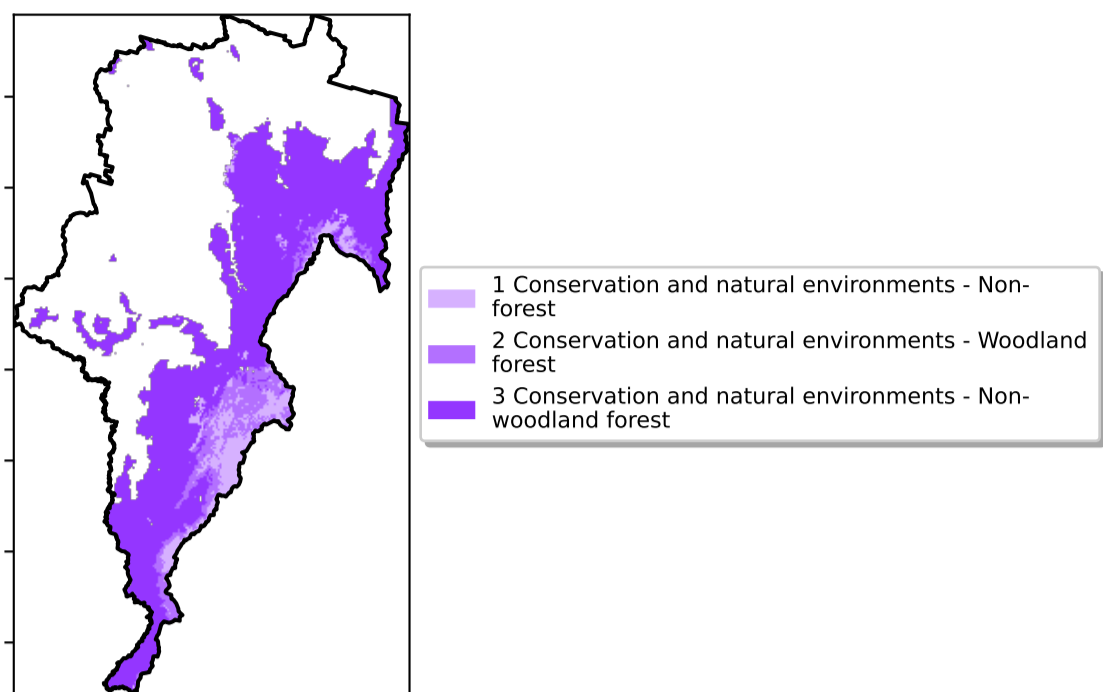 1 Conservation and natural environments - Non-
forest
2 Conservation and natural environments - Woodland
forest
3 Conservation and natural environments - Non-
woodland forest